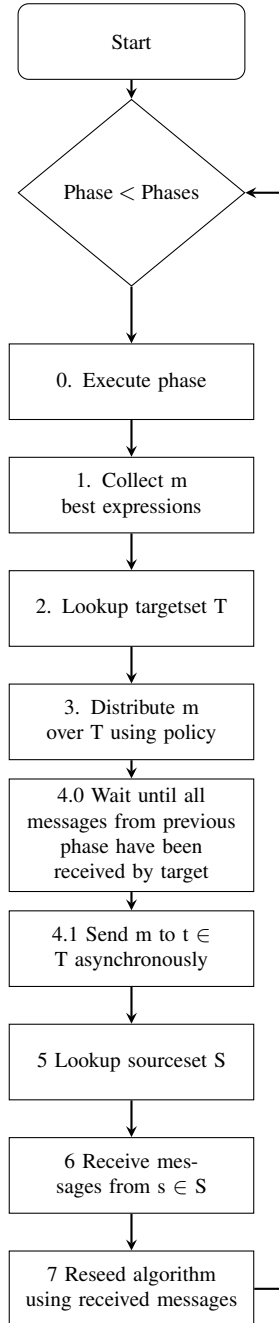 Start
Phase < Phases
0. Execute phase
1. Collect m
best expressions
2. Lookup targetset T
3. Distribute m
over T using policy
4.0 Wait until all
messages from previous
phase have been
received by target
4.1 Send m to t ∈
T asynchronously
5 Lookup sourceset S
6 Receive mes-
sages from s ∈ S
7 Reseed algorithm
using received messages